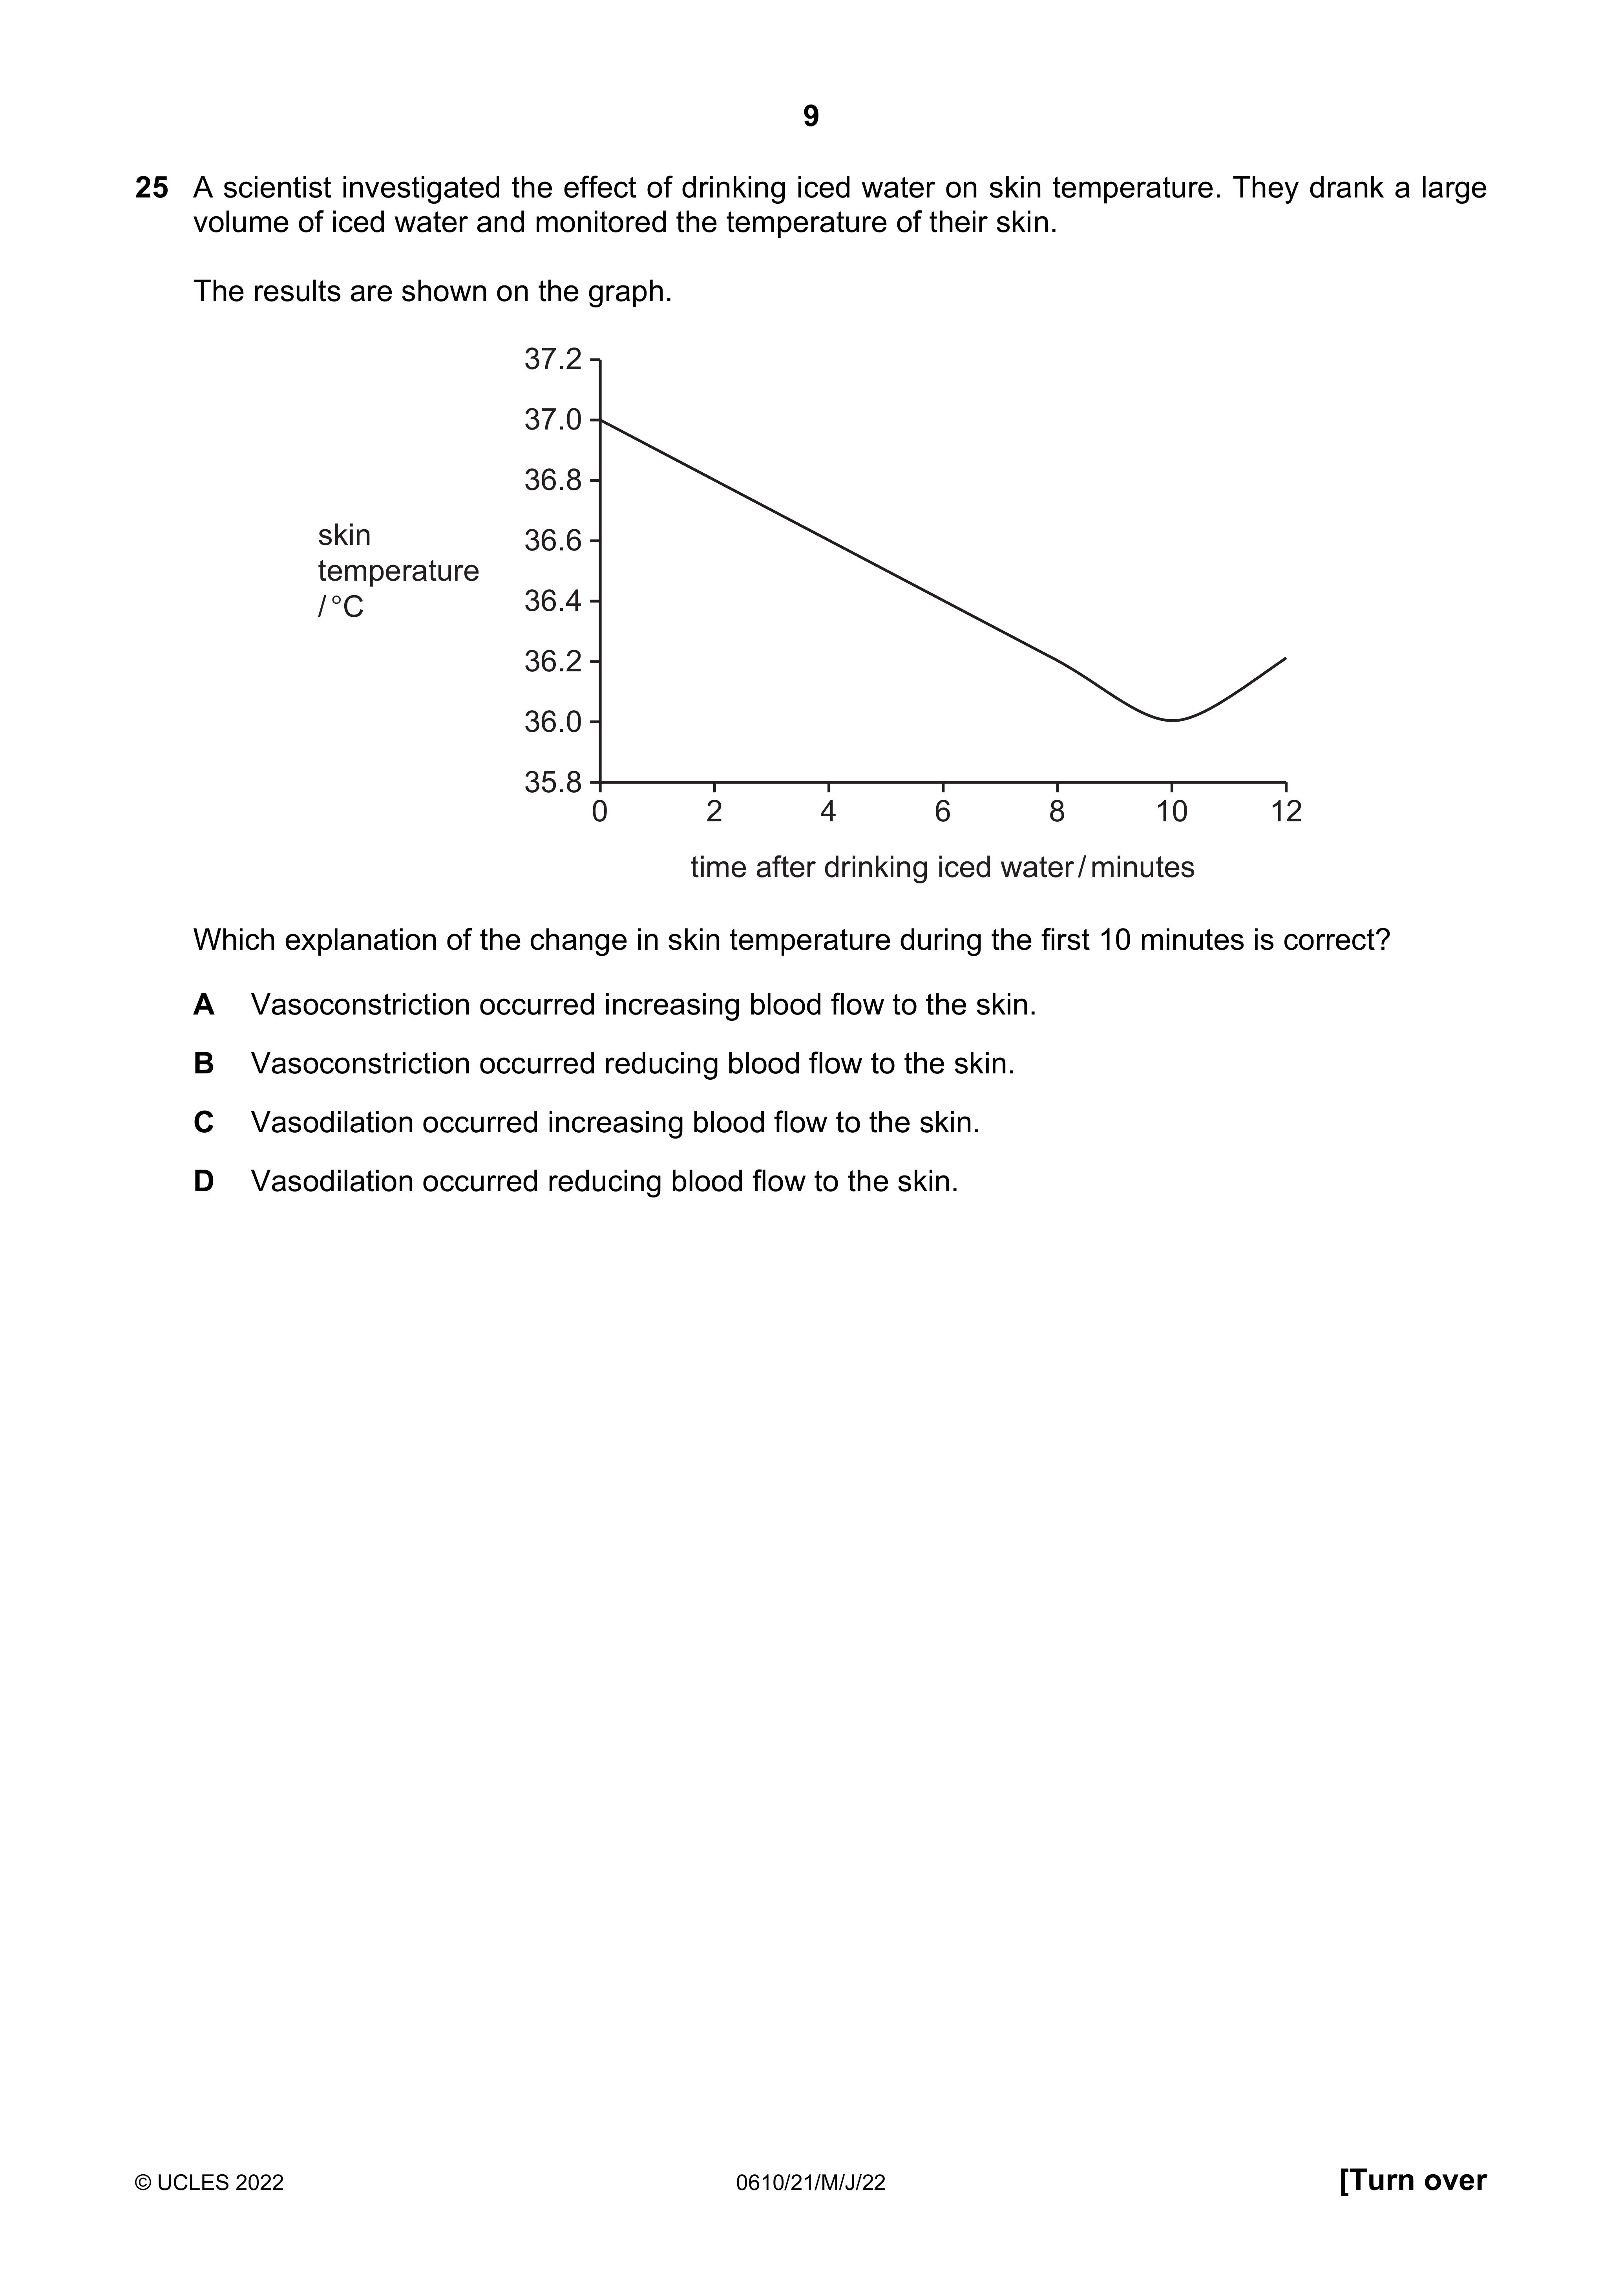 9
25 A scientist investigated the effect of drinking iced water on skin temperature. They drank a large
volume of iced water and monitored the temperature of their skin.
The results are shown on the graph.
37.2
37.0
36.8
36.6
36.4
36.2
36.0
35.8
skin
temperature
/ °C
0 2 4 6 8 10 12
time after drinking iced water / minutes
Which explanation of the change in skin temperature during the first 10 minutes is correct?
A Vasoconstriction occurred increasing blood flow to the skin.
B Vasoconstriction occurred reducing blood flow to the skin.
C Vasodilation occurred increasing blood flow to the skin.
D Vasodilation occurred reducing blood flow to the skin.
© UCLES 2022 0610/21/M/J/22 [Turn over